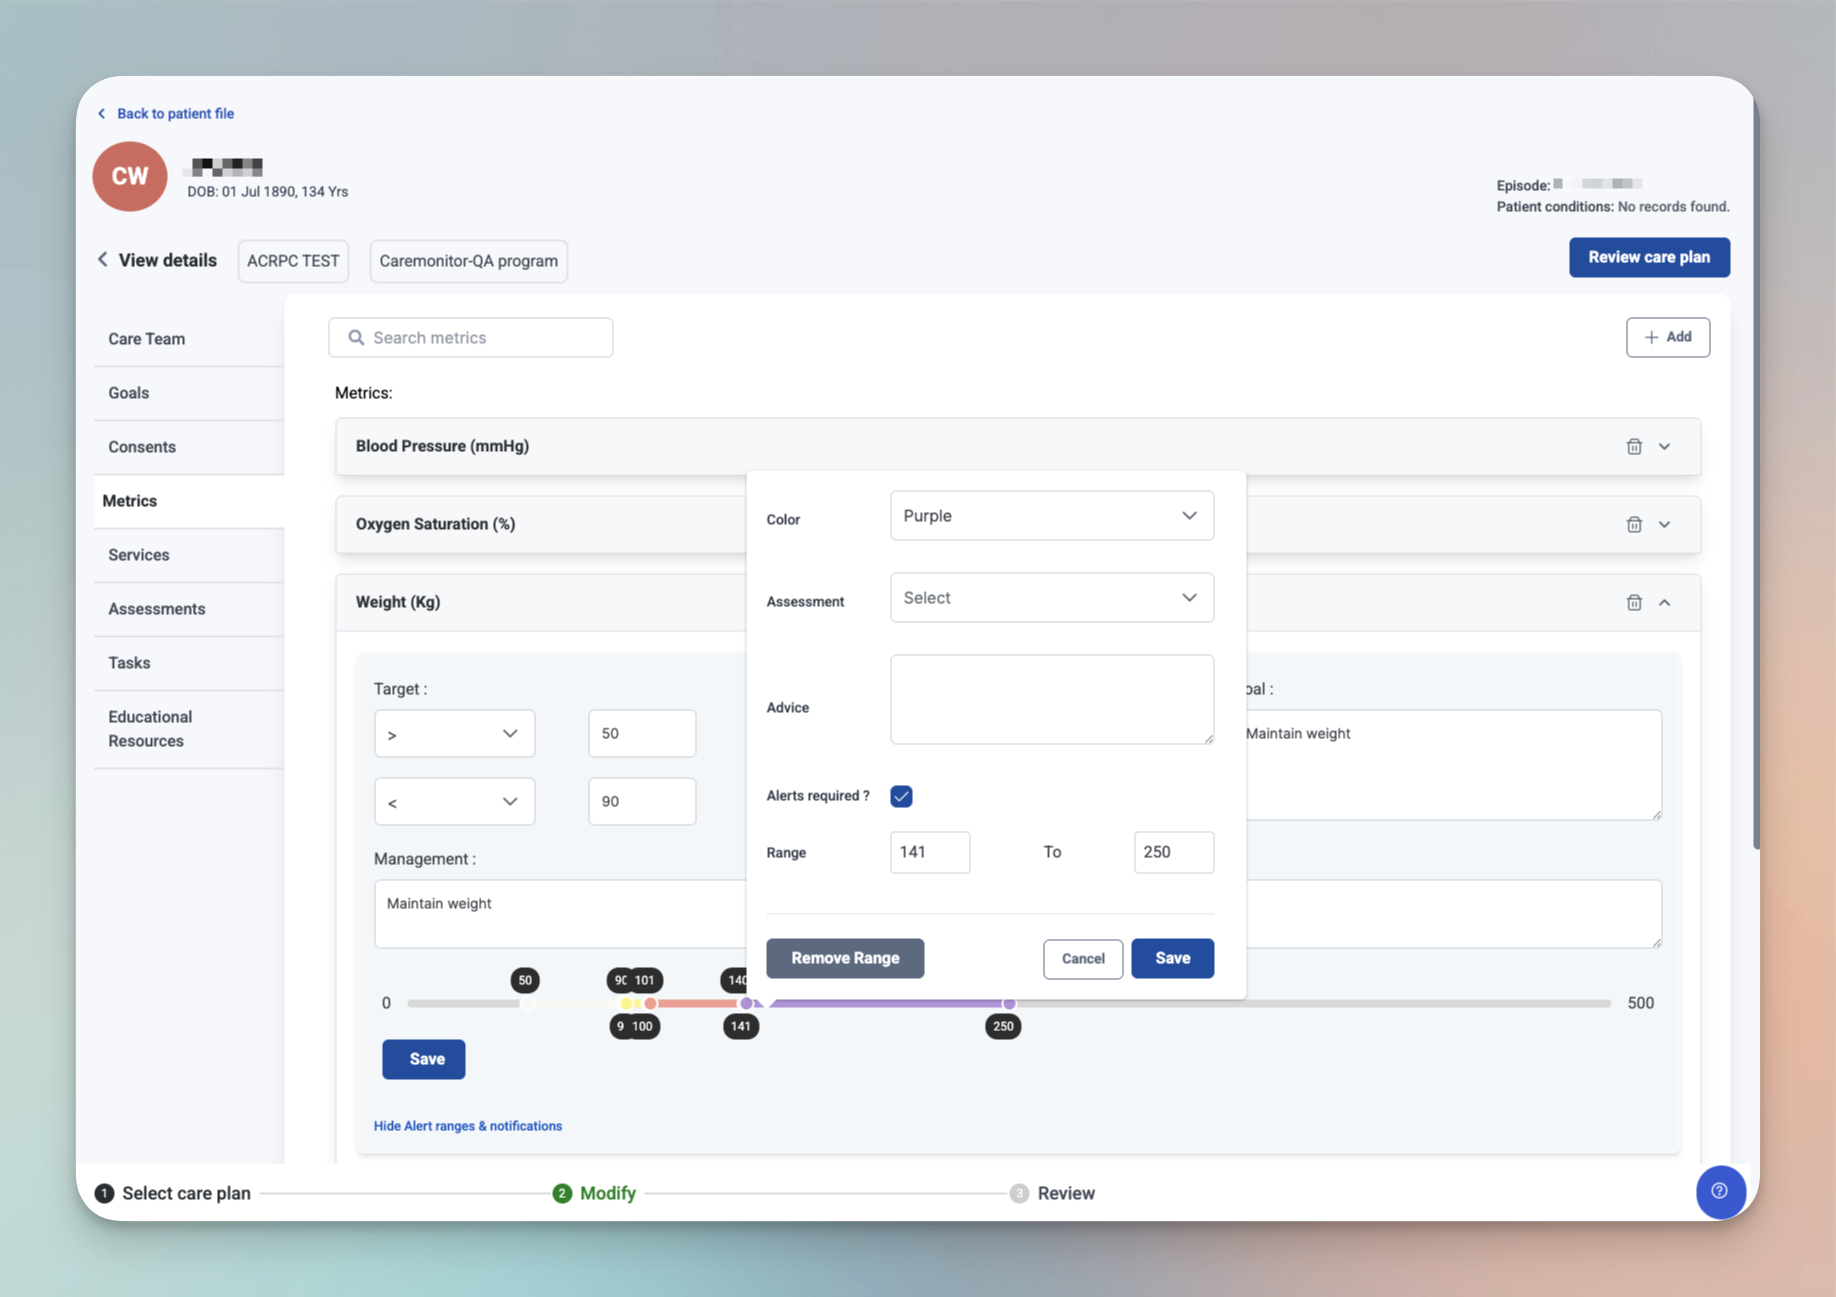 Back to patient file
CW
DOB: 01 Jul 1890, 134 Yrs
Episode:
Patient conditions: No records found.
View details
ACRPC TEST
Caremonitor-QA program
Review care plan
Care Team
Goals
Consents
Metrics
Services
Assessments
Tasks
Educational
Resources
Search metrics
Add
Metrics:
Blood Pressure (mmHg)
Oxygen Saturation (%)
Weight (Kg)
Target :
>
50
<
90
oal :
Maintain weight
Management :
Maintain weight
Color
Purple
Assessment
Select
Advice
Alerts required ?
Range
141
To
250
Remove Range
Cancel
Save
50
101
140
0
500
9
100
141
250
Save
Hide Alert ranges & notifications
1 Select care plan
2 Modify
3 Review
?